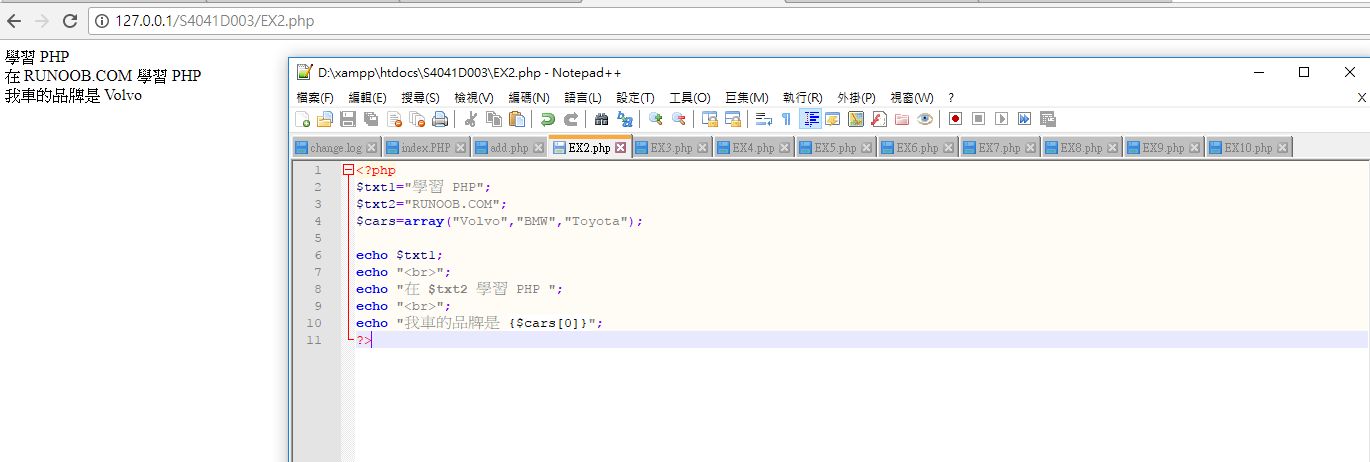 127.0.0.1/S4041D003/EX2.php
學習 PHP
在 RUNOOB.COM 學習 PHP
我車的品牌是 Volvo
D:\xampp\htdocs\S4041D003\EX2.php - Notepad++
檔案(F) 編輯(E) 搜尋(S) 檢視(V) 編碼(N) 語言(L) 設定(T) 工具(O) 巨集(M) 執行(R) 外掛(P) 視窗(W) ? X
change.log index.PHP add.php EX2.php EX3.php EX4.php EX5.php EX6.php EX7.php EX8.php EX9.php EX10.php
1 <?php
2 $txt1="學習 PHP";
3 $txt2="RUNOOB.COM";
4 $cars=array("Volvo","BMW","Toyota");
5
6 echo $txt1;
7 echo "<br>";
8 echo "在 $txt2 學習 PHP ";
9 echo "<br>";
10 echo "我車的品牌是 {$cars[0]}";
11 ?>